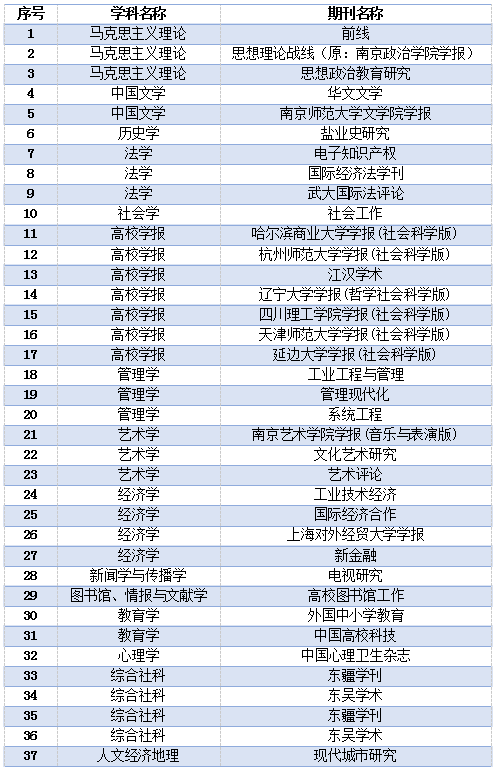 序号 学科名称 期刊名称
1 马克思主义理论 前线
2 马克思主义理论 思想理论战线（原：南京政治学院学报）
3 马克思主义理论 思想政治教育研究
4 中国文学 华文文学
5 中国文学 南京师范大学文学院学报
6 历史学 盐业史研究
7 法学 电子知识产权
8 法学 国际经济法学刊
9 法学 武大国际法评论
10 社会学 社会工作
11 高校学报 哈尔滨商业大学学报(社会科学版)
12 高校学报 杭州师范大学学报(社会科学版)
13 高校学报 江汉学术
14 高校学报 辽宁大学学报(哲学社会科学版)
15 高校学报 四川理工学院学报(社会科学版)
16 高校学报 天津师范大学学报(社会科学版)
17 高校学报 延边大学学报(社会科学版)
18 管理学 工业工程与管理
19 管理学 管理现代化
20 管理学 系统工程
21 艺术学 南京艺术学院学报(音乐与表演版)
22 艺术学 文化艺术研究
23 艺术学 艺术评论
24 经济学 工业技术经济
25 经济学 国际经济合作
26 经济学 上海对外经贸大学学报
27 经济学 新金融
28 新闻学与传播学 电视研究
29 图书馆、情报与文献学 高校图书馆工作
30 教育学 外国中小学教育
31 教育学 中国高校科技
32 心理学 中国心理卫生杂志
33 综合社科 东疆学刊
34 综合社科 东吴学术
35 综合社科 东疆学刊
36 综合社科 东吴学术
37 人文经济地理 现代城市研究